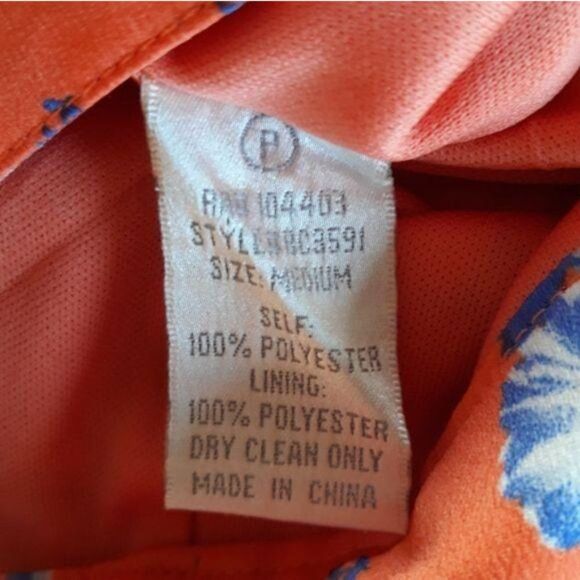 P
RN# 104403
SIZE: MEDIUM
SELF:
100% POLYESTER
LINING:
100% POLYESTER
DRY CLEAN ONLY
MADE IN CHINA